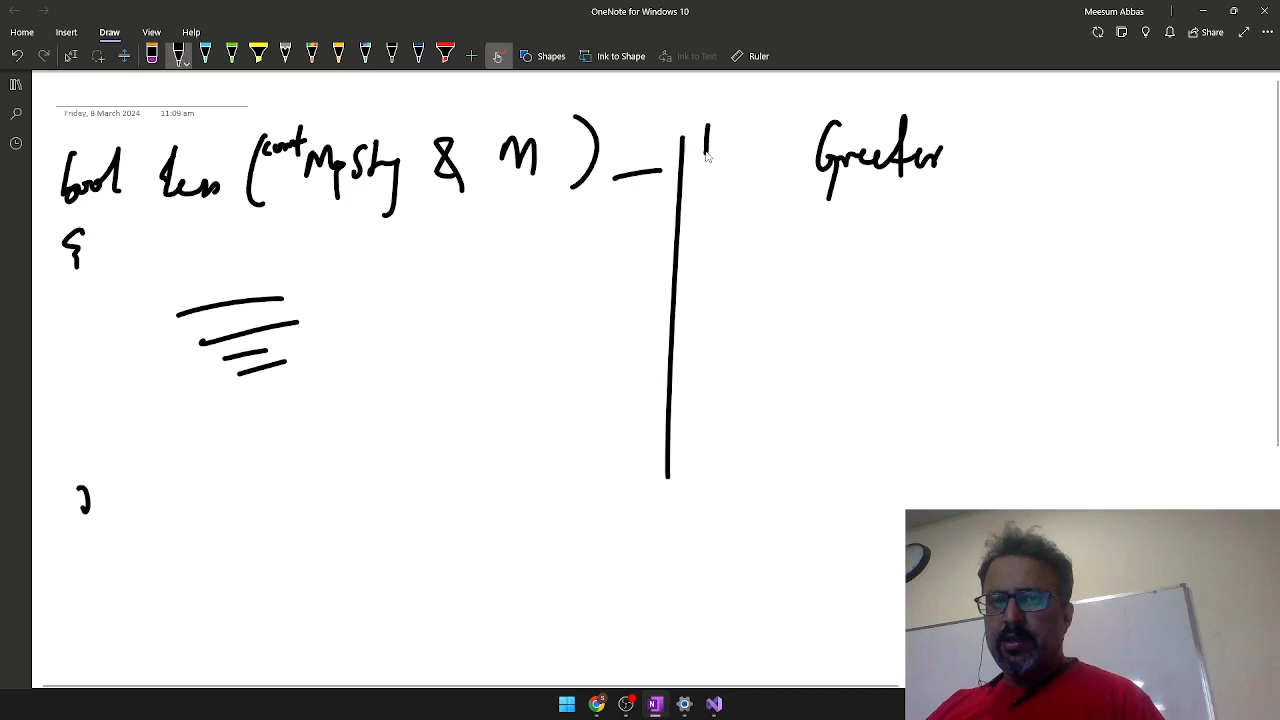 OneNote for Windows 10
Meesum Abbas
Home Insert Draw View Help
Share
Shapes Ink to Shape Ink to Text Ruler
Friday, 8 March 2024 11:09 am
bool less (const MyStg & M) — Greater
{
}